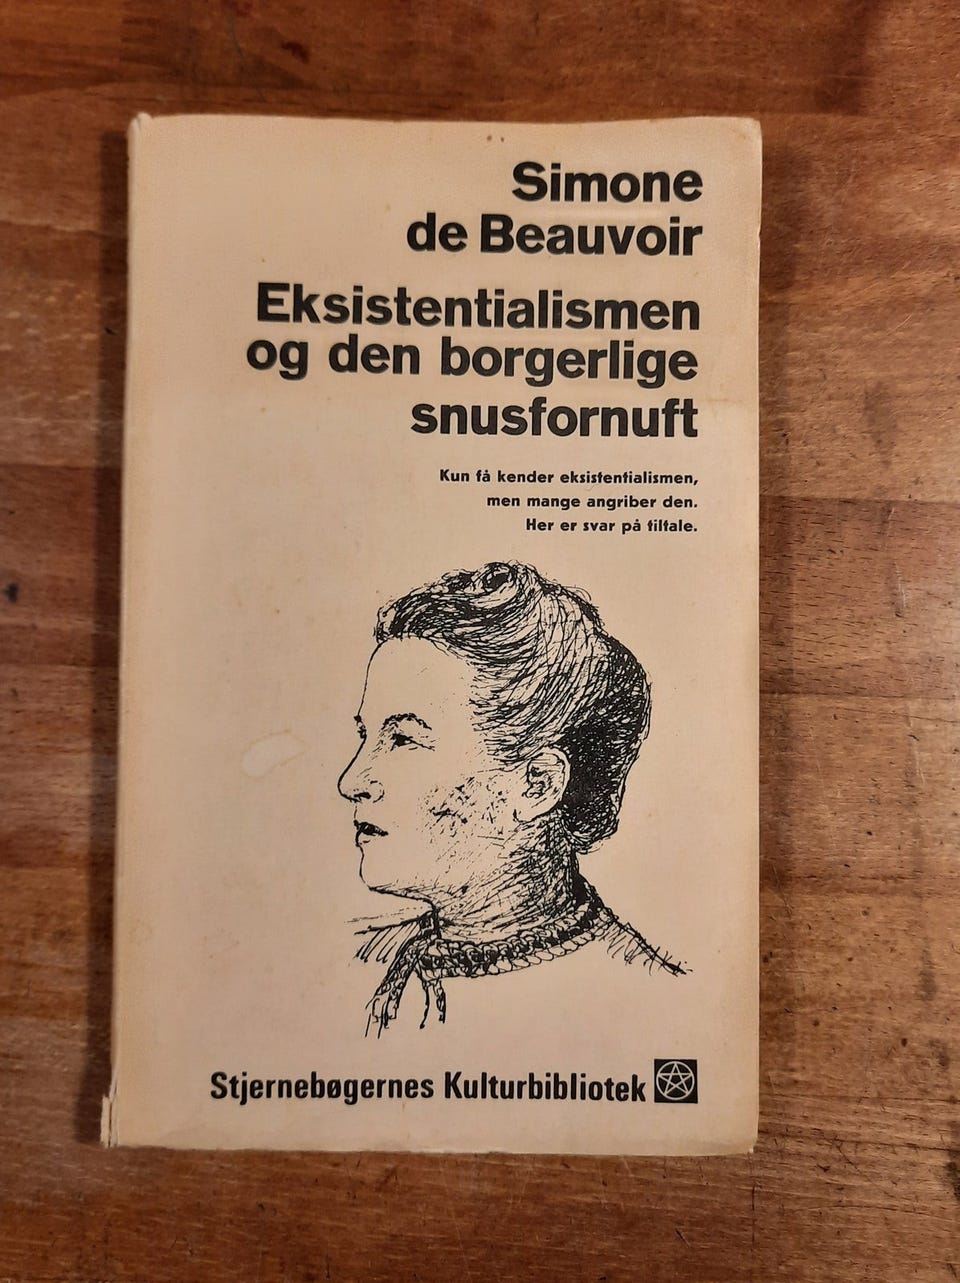 Simone
de Beauvoir
Eksistentialismen
og den borgerlige
snusfornuft
Kun få kender eksistentialismen,
men mange angriber den.
Her er svar på tiltale.
Stjernebøgernes Kulturbibliotek